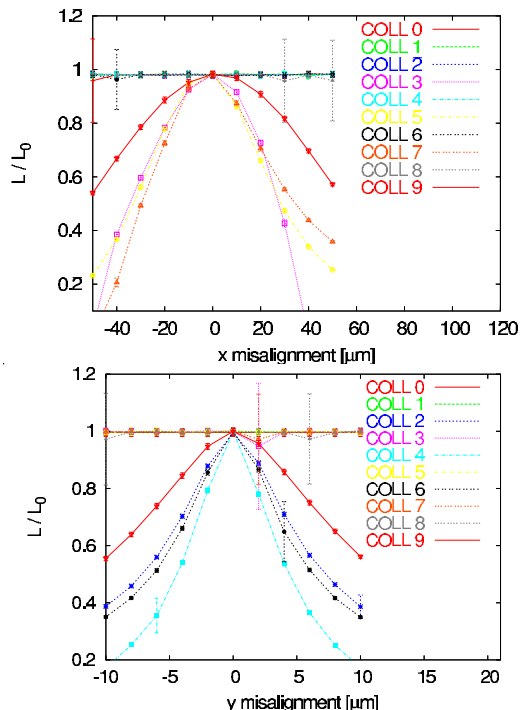 1.2
1
0.8
0.6
0.4
0.2
L / L0
-40 -20 0 20 40 60 80 100 120
x misalignment [µm]
COLL 0
COLL 1
COLL 2
COLL 3
COLL 4
COLL 5
COLL 6
COLL 7
COLL 8
COLL 9
1.2
1
0.8
0.6
0.4
0.2
L / L0
-10 -5 0 5 10 15 20
y misalignment [µm]
COLL 0
COLL 1
COLL 2
COLL 3
COLL 4
COLL 5
COLL 6
COLL 7
COLL 8
COLL 9